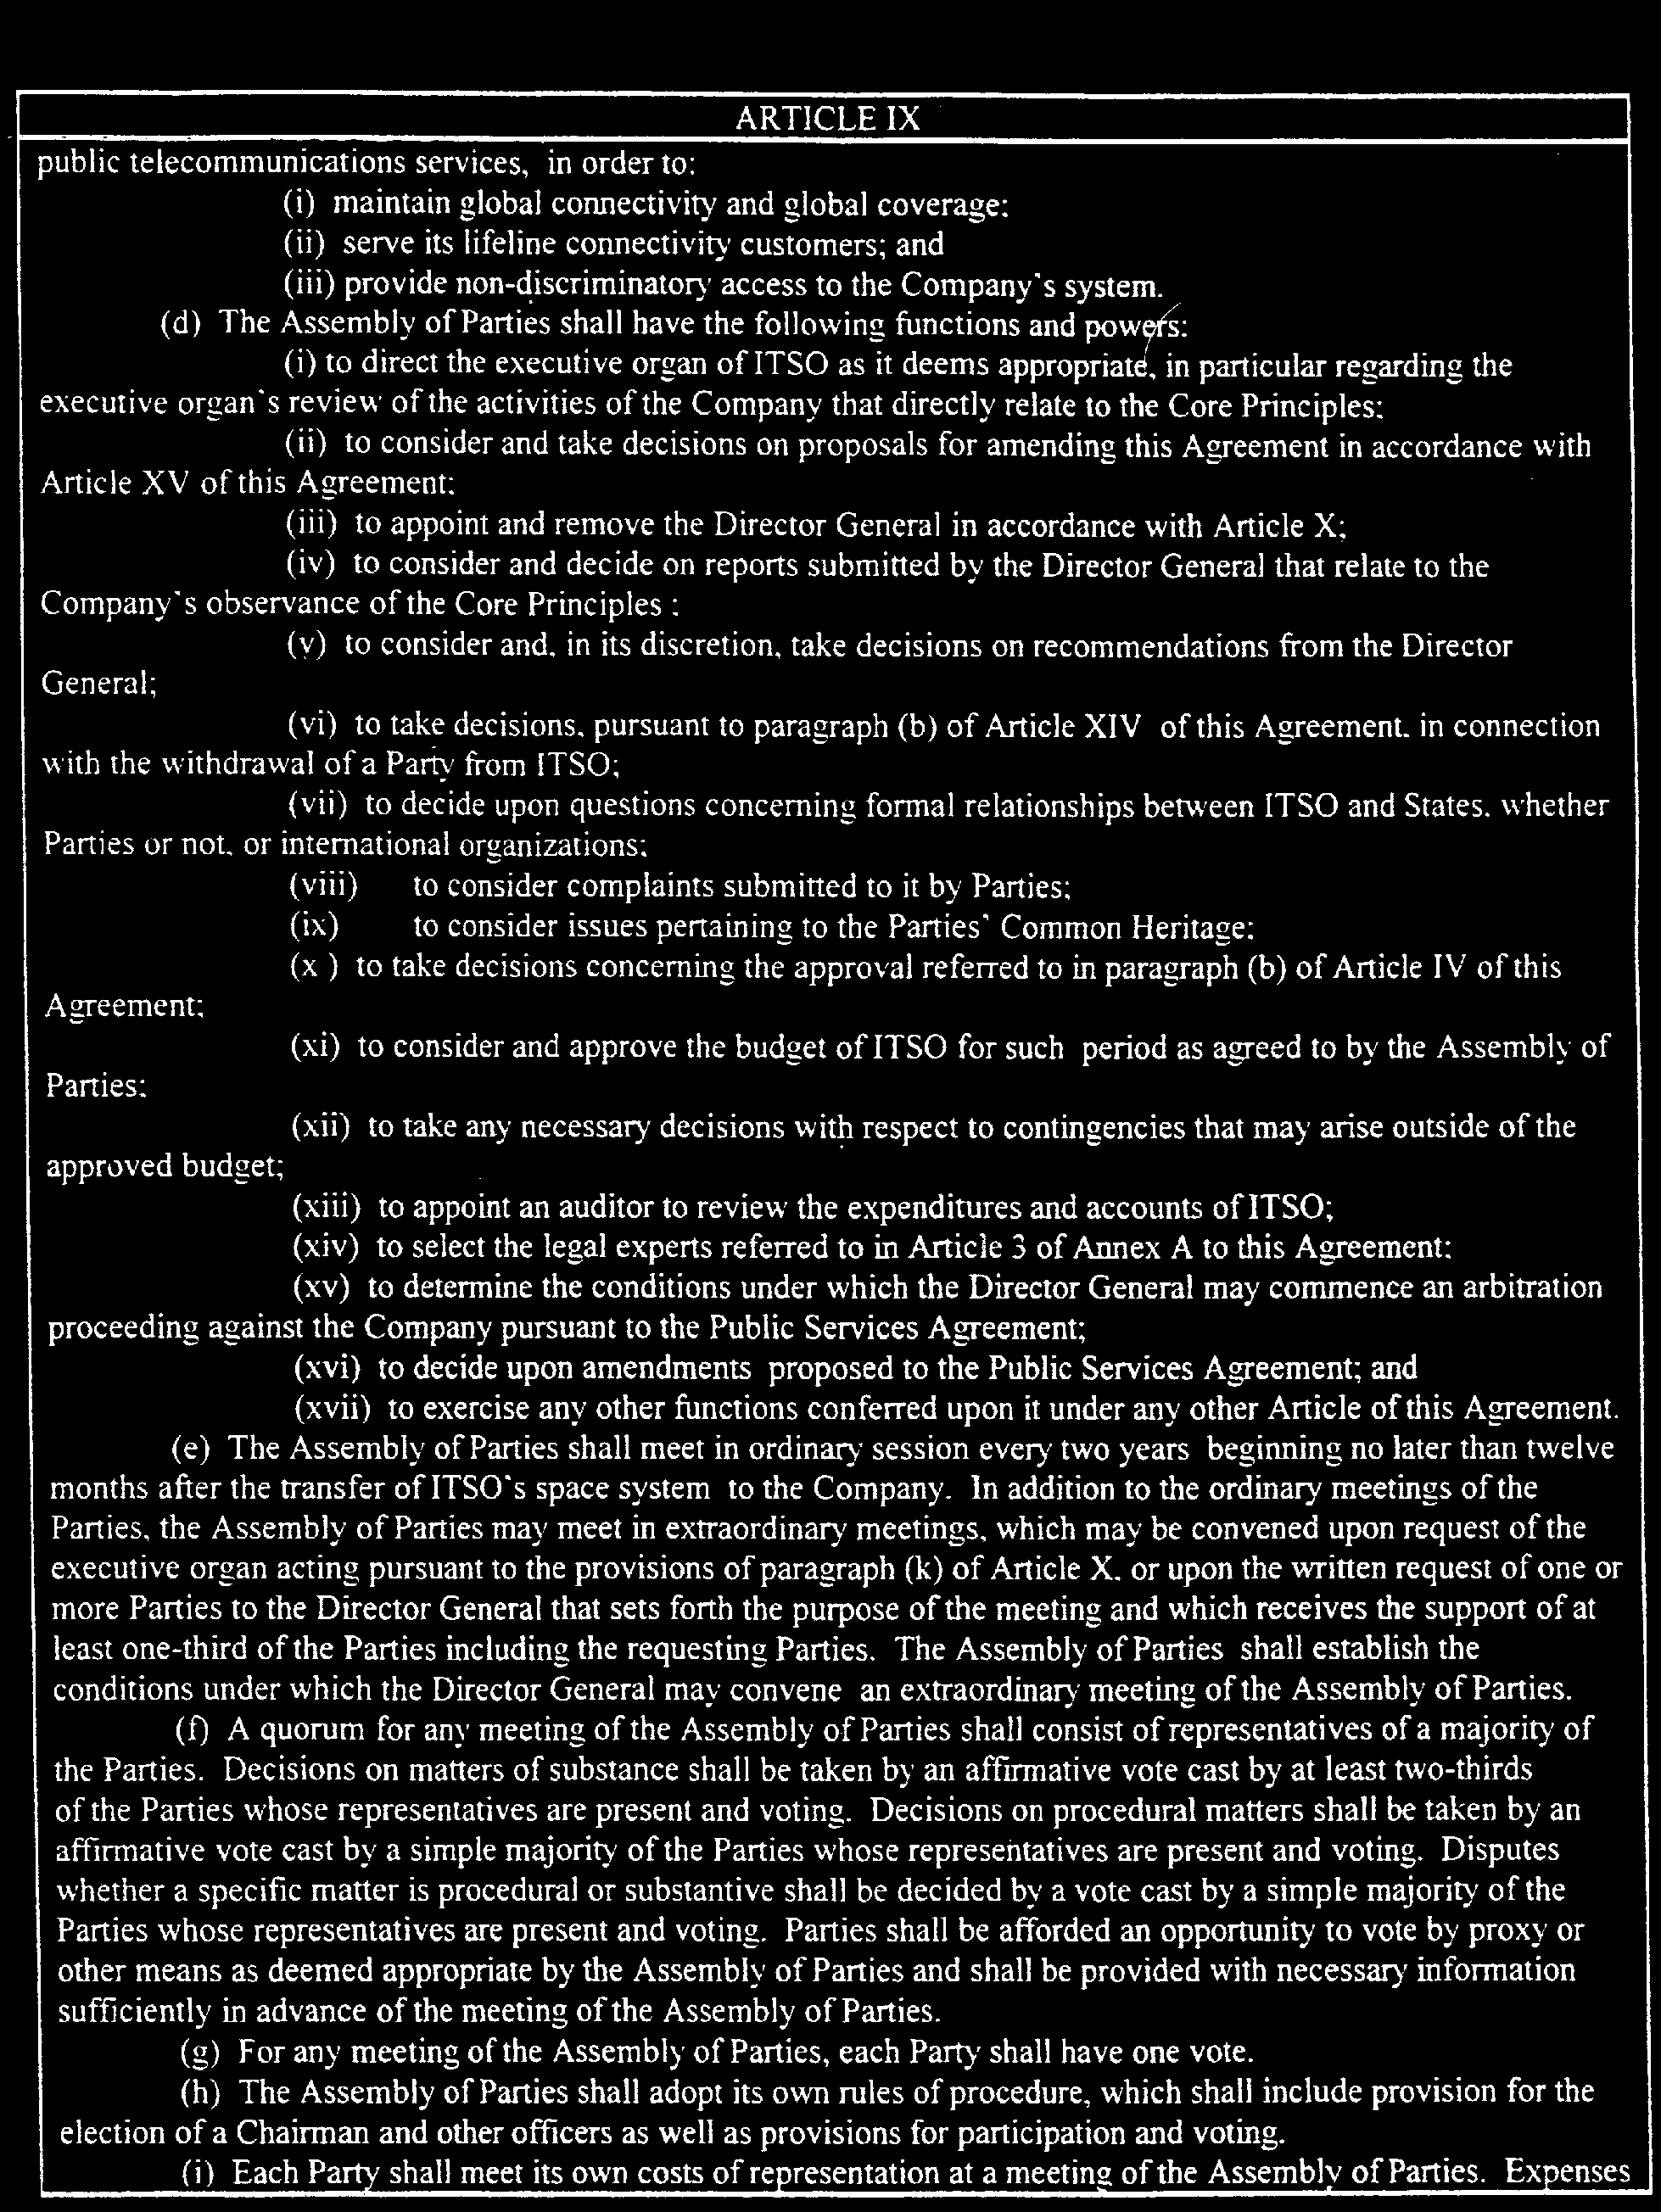 ARTICLE IX
public telecommunications services, in order to:
(i) maintain global connectivity and global coverage;
(ii) serve its lifeline connectivity customers; and
(iii) provide non-discriminatory access to the Company's system.
(d) The Assembly of Parties shall have the following functions and powers:
(i) to direct the executive organ of ITSO as it deems appropriate, in particular regarding the
executive organ's review of the activities of the Company that directly relate to the Core Principles;
(ii) to consider and take decisions on proposals for amending this Agreement in accordance with
Article XV of this Agreement;
(iii) to appoint and remove the Director General in accordance with Article X;
(iv) to consider and decide on reports submitted by the Director General that relate to the
Company's observance of the Core Principles ;
(v) to consider and, in its discretion, take decisions on recommendations from the Director
General;
(vi) to take decisions, pursuant to paragraph (b) of Article XIV of this Agreement, in connection
with the withdrawal of a Party from ITSO;
(vii) to decide upon questions concerning formal relationships between ITSO and States, whether
Parties or not, or international organizations;
(viii) to consider complaints submitted to it by Parties;
(ix) to consider issues pertaining to the Parties' Common Heritage;
(x ) to take decisions concerning the approval referred to in paragraph (b) of Article IV of this
Agreement;
(xi) to consider and approve the budget of ITSO for such period as agreed to by the Assembly of
Parties;
(xii) to take any necessary decisions with respect to contingencies that may arise outside of the
approved budget;
(xiii) to appoint an auditor to review the expenditures and accounts of ITSO;
(xiv) to select the legal experts referred to in Article 3 of Annex A to this Agreement;
(xv) to determine the conditions under which the Director General may commence an arbitration
proceeding against the Company pursuant to the Public Services Agreement;
(xvi) to decide upon amendments proposed to the Public Services Agreement; and
(xvii) to exercise any other functions conferred upon it under any other Article of this Agreement.
(e) The Assembly of Parties shall meet in ordinary session every two years beginning no later than twelve
months after the transfer of ITSO's space system to the Company. In addition to the ordinary meetings of the
Parties, the Assembly of Parties may meet in extraordinary meetings, which may be convened upon request of the
executive organ acting pursuant to the provisions of paragraph (k) of Article X, or upon the written request of one or
more Parties to the Director General that sets forth the purpose of the meeting and which receives the support of at
least one-third of the Parties including the requesting Parties. The Assembly of Parties shall establish the
conditions under which the Director General may convene an extraordinary meeting of the Assembly of Parties.
(f) A quorum for any meeting of the Assembly of Parties shall consist of representatives of a majority of
the Parties. Decisions on matters of substance shall be taken by an affirmative vote cast by at least two-thirds
of the Parties whose representatives are present and voting. Decisions on procedural matters shall be taken by an
affirmative vote cast by a simple majority of the Parties whose representatives are present and voting. Disputes
whether a specific matter is procedural or substantive shall be decided by a vote cast by a simple majority of the
Parties whose representatives are present and voting. Parties shall be afforded an opportunity to vote by proxy or
other means as deemed appropriate by the Assembly of Parties and shall be provided with necessary information
sufficiently in advance of the meeting of the Assembly of Parties.
(g) For any meeting of the Assembly of Parties, each Party shall have one vote.
(h) The Assembly of Parties shall adopt its own rules of procedure, which shall include provision for the
election of a Chairman and other officers as well as provisions for participation and voting.
(i) Each Party shall meet its own costs of representation at a meeting of the Assembly of Parties. Expenses